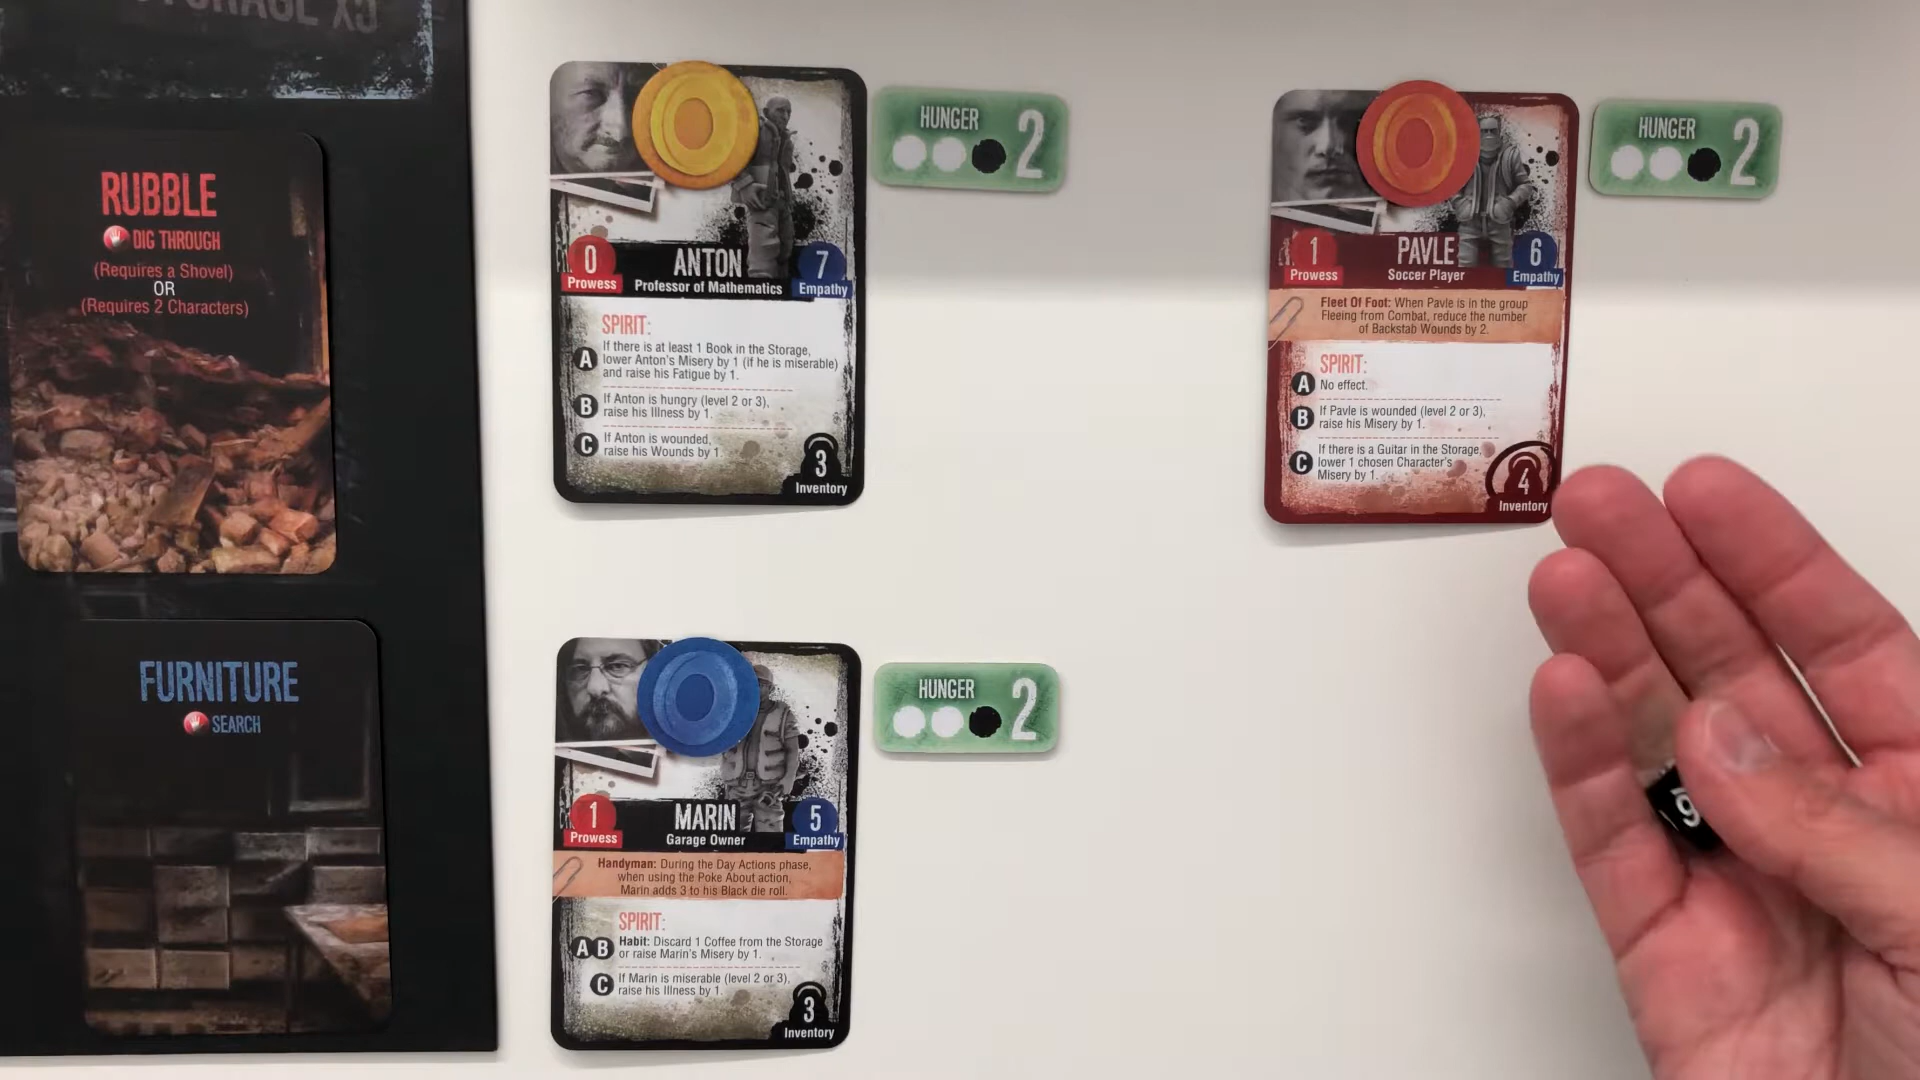 STORAGE X5
RUBBLE
DIG THROUGH
(Requires a Shovel)
OR
(Requires 2 Characters)
FURNITURE
SEARCH
HUNGER
2
0
Prowess
ANTON
Professor of Mathematics
7
Empathy
SPIRIT:
A
If there is at least 1 Book in the Storage,
lower Anton's Misery by 1 (if he is miserable)
and raise his Fatigue by 1.
B
If Anton is hungry (level 2 or 3),
raise his Illness by 1.
C
If Anton is wounded,
raise his Wounds by 1.
3
Inventory
HUNGER
2
1
Prowess
MARIN
Garage Owner
5
Empathy
Handyman: During the Day Actions phase,
when using the Poke About action,
Marin adds 3 to his Black die roll.
SPIRIT:
A B
Habit: Discard 1 Coffee from the Storage
or raise Marin's Misery by 1.
C
If Marin is miserable (level 2 or 3),
raise his Illness by 1.
3
Inventory
HUNGER
2
1
Prowess
PAVLE
Soccer Player
6
Empathy
Fleet Of Foot: When Pavle is in the group
Fleeing from Combat, reduce the number
of Backstab Wounds by 2.
SPIRIT:
A
No effect.
B
If Pavle is wounded (level 2 or 3),
raise his Misery by 1.
C
If there is a Guitar in the Storage,
lower 1 chosen Character's
Misery by 1.
4
Inventory
9